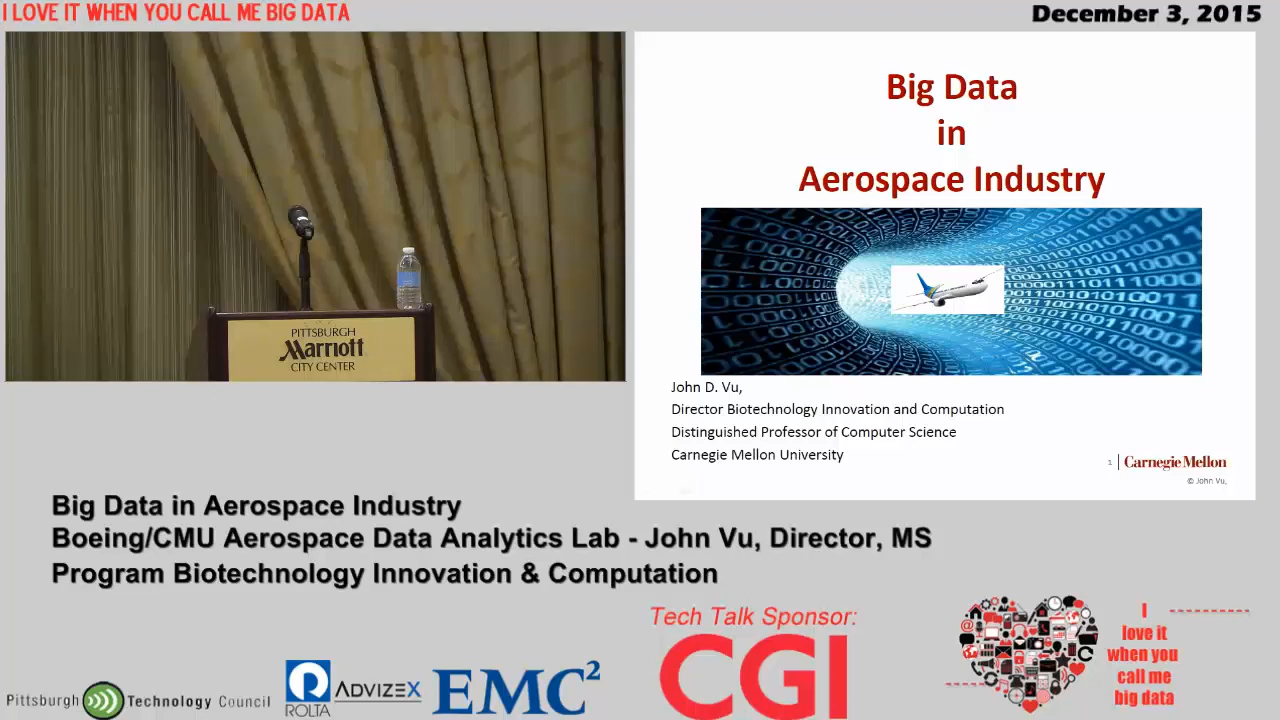 I LOVE IT WHEN YOU CALL ME BIG DATA
December 3, 2015
PITTSBURGH
Marriott
CITY CENTER
Big Data
in
Aerospace Industry
John D. Vu,
Director Biotechnology Innovation and Computation
Distinguished Professor of Computer Science
Carnegie Mellon University
1 | Carnegie Mellon
© John Vu,
Big Data in Aerospace Industry
Boeing/CMU Aerospace Data Analytics Lab - John Vu, Director, MS
Program Biotechnology Innovation & Computation
Tech Talk Sponsor:
CGI
Pittsburgh Technology Council
ROLTA
ADVIZEX
EMC²
I
love it
when you
call me
big data